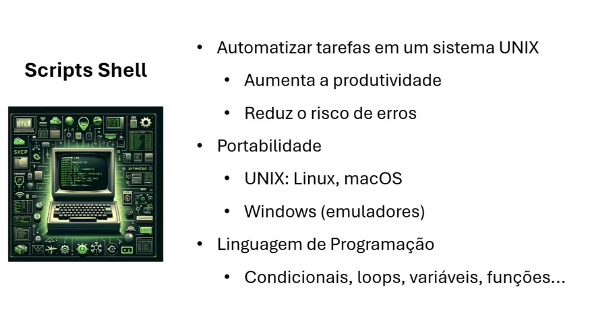 Scripts Shell
• Automatizar tarefas em um sistema UNIX
• Aumenta a produtividade
• Reduz o risco de erros
• Portabilidade
• UNIX: Linux, macOS
• Windows (emuladores)
• Linguagem de Programação
• Condicionais, loops, variáveis, funções...